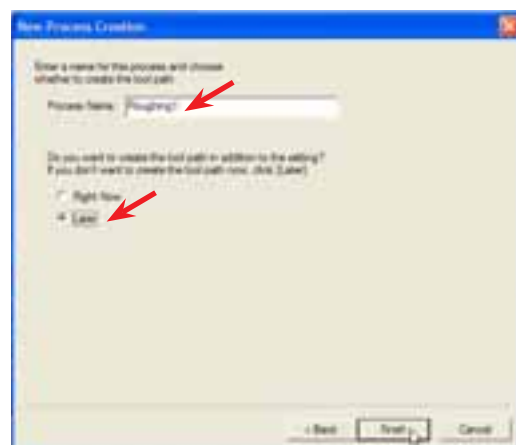 New Process Creation
Enter a name for this process and choose
whether to create the tool path.
Process Name: Roughing1
Do you want to create the tool path in addition to the setting?
If you don't want to create the tool path now, click [Later].
Right Now
Later
< Back Finish Cancel